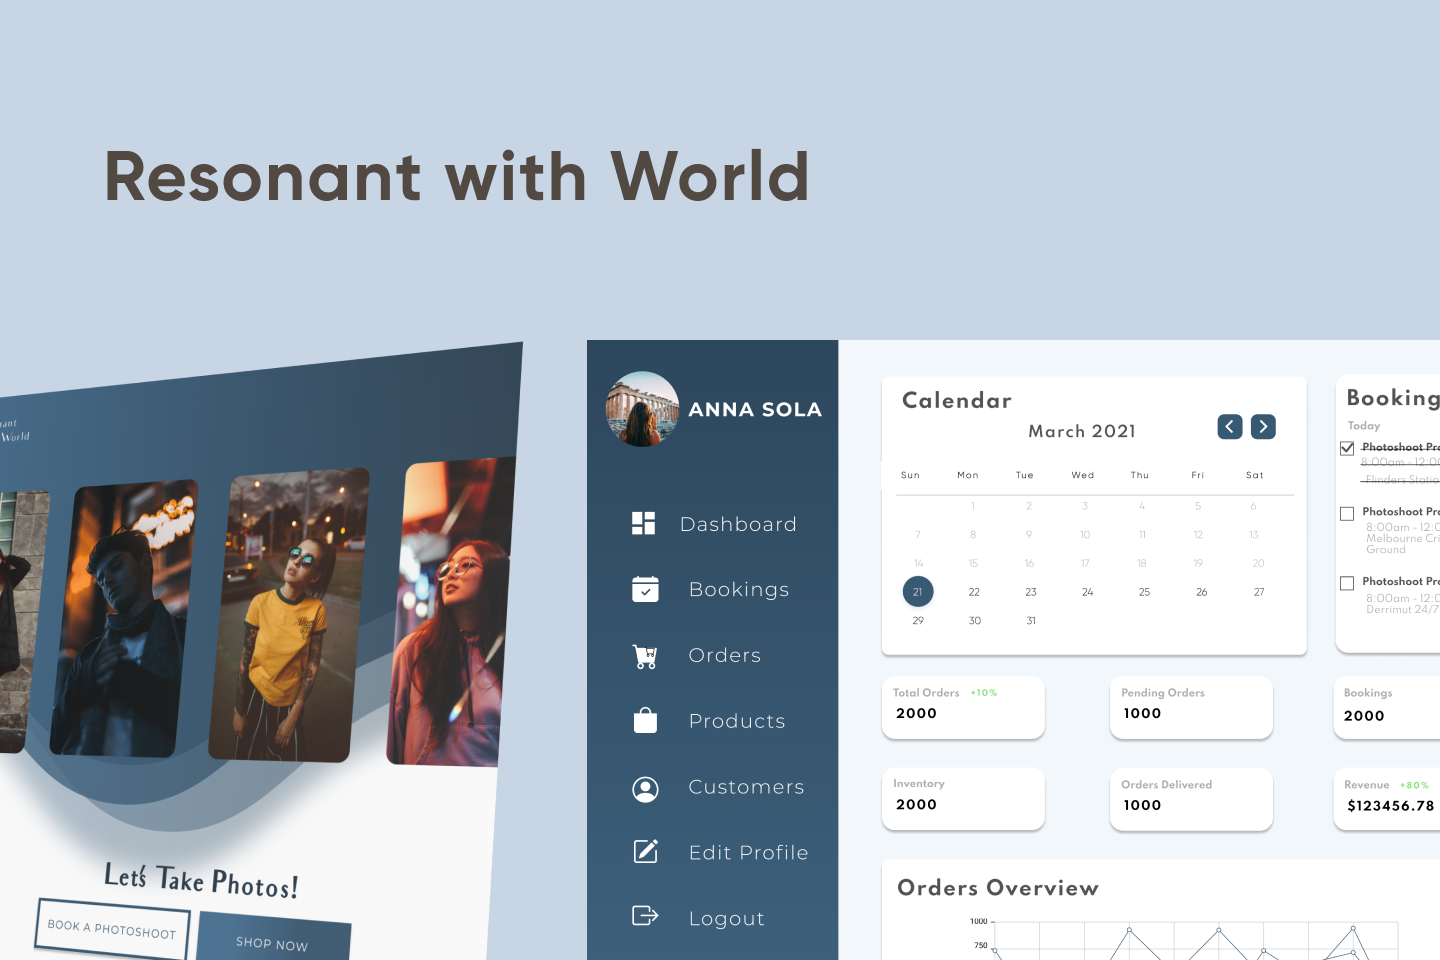 Resonant with World
World
ANNA SOLA
Dashboard
Bookings
Orders
Products
Customers
Edit Profile
Logout
Let's Take Photos!
BOOK A PHOTOSHOOT
SHOP NOW
Calendar
March 2021
Sun Mon Tue Wed Thu Fri Sat
1 2 3 4 5 6
7 8 9 10 11 12 13
14 15 16 17 18 19 20
21 22 23 24 25 26 27
29 30 31
Booking
Today
Photoshoot Pr
8:00am - 12:0
Flinders Statio
Photoshoot Pro
8:00am - 12:0
Melbourne Cri
Ground
Photoshoot Pro
8:00am - 12:0
Derrimut 24/7
Total Orders +10%
2000
Pending Orders
1000
Bookings
2000
Inventory
2000
Orders Delivered
1000
Revenue +80%
$123456.78
Orders Overview
1000
750